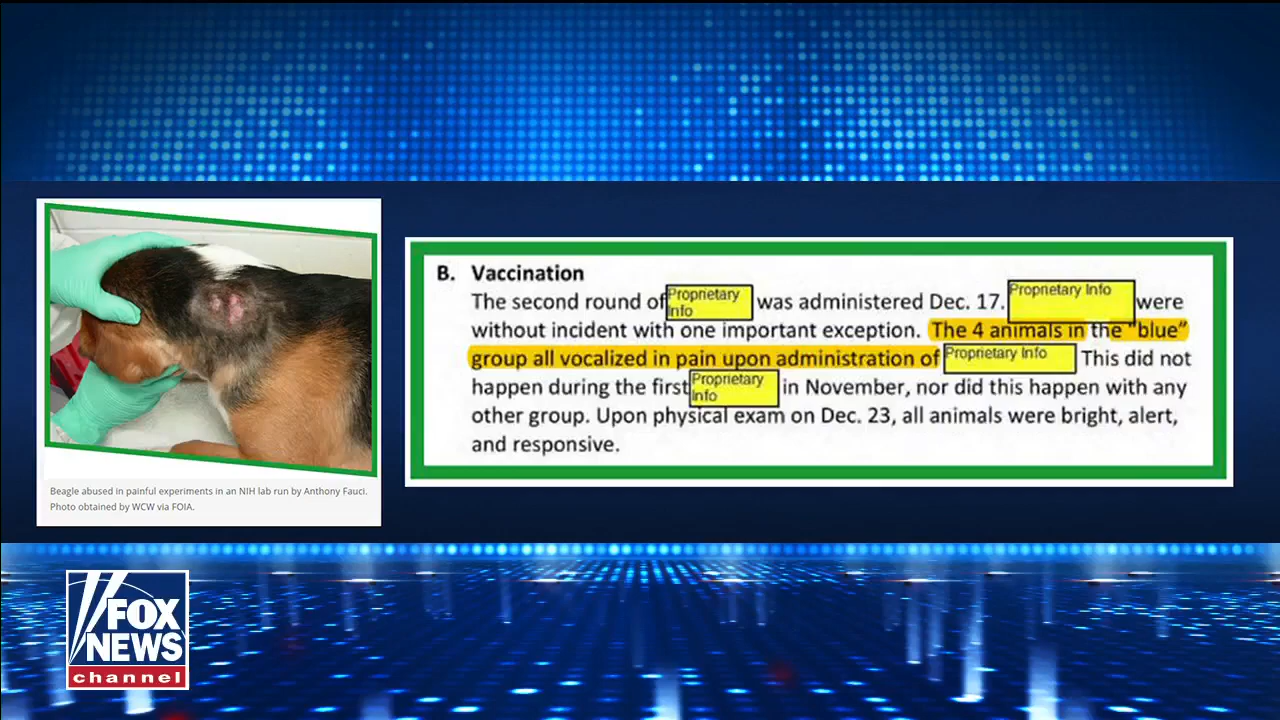 Beagle abused in painful experiments in an NIH lab run by Anthony Fauci.
Photo obtained by WCW via FOIA.
B. Vaccination
The second round of Proprietary Info was administered Dec. 17. Proprietary Info were
without incident with one important exception. The 4 animals in the "blue"
group all vocalized in pain upon administration of Proprietary Info This did not
happen during the first Proprietary Info in November, nor did this happen with any
other group. Upon physical exam on Dec. 23, all animals were bright, alert,
and responsive.
FOX
NEWS
channel